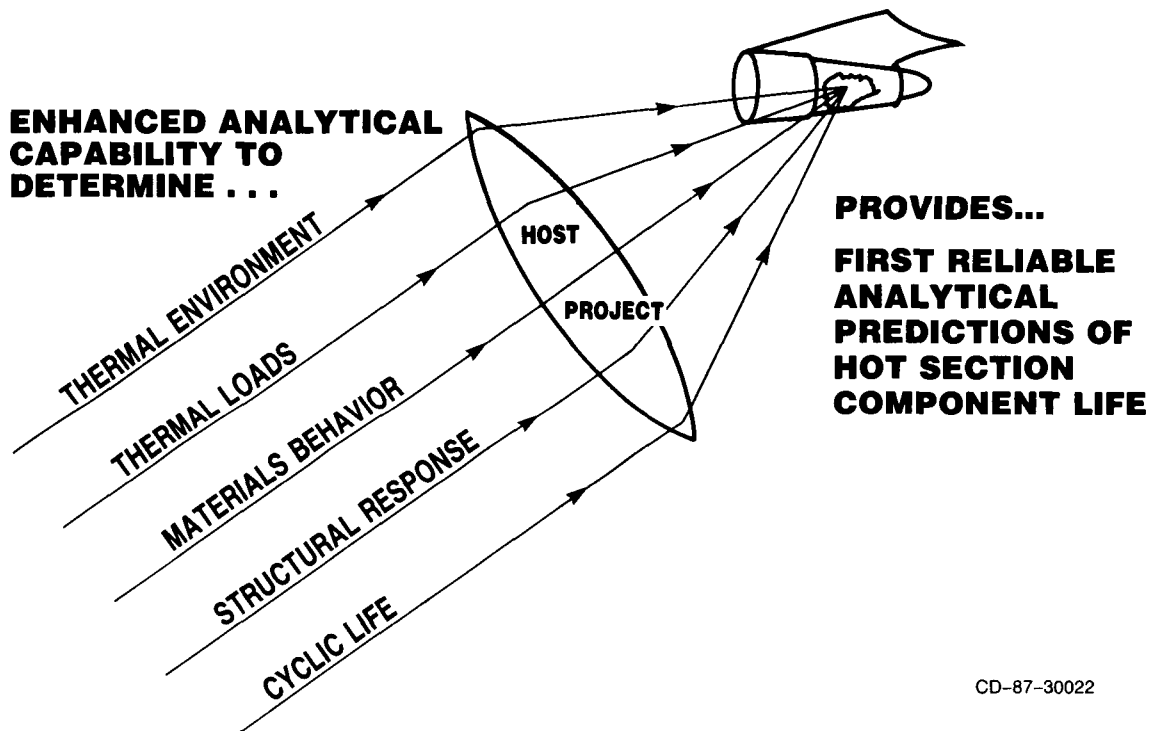 ENHANCED ANALYTICAL
CAPABILITY TO
DETERMINE . . .
THERMAL ENVIRONMENT
THERMAL LOADS
MATERIALS BEHAVIOR
STRUCTURAL RESPONSE
CYCLIC LIFE
HOST
PROJECT
PROVIDES...
FIRST RELIABLE
ANALYTICAL
PREDICTIONS OF
HOT SECTION
COMPONENT LIFE
CD-87-30022